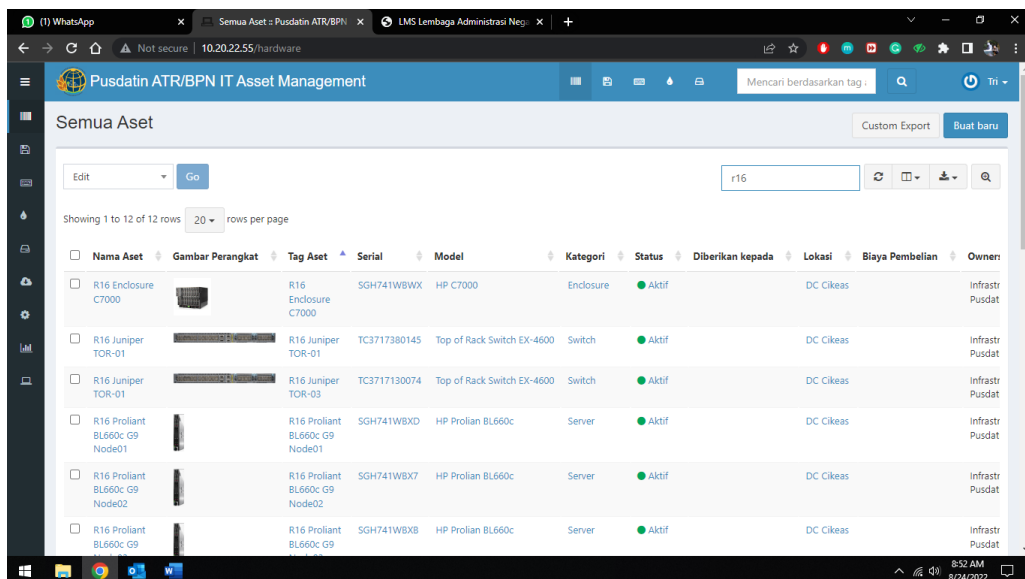 (1) WhatsApp
Semua Aset :: Pusdatin ATR/BPN
LMS Lembaga Administrasi Nega
Not secure | 10.20.22.55/hardware
Pusdatin ATR/BPN IT Asset Management
Mencari berdasarkan tag
Tri
Semua Aset
Custom Export
Buat baru
Edit
Go
r16
Showing 1 to 12 of 12 rows 20 rows per page
Nama Aset Gambar Perangkat Tag Aset Serial Model Kategori Status Diberikan kepada Lokasi Biaya Pembelian Owners
R16 Enclosure R16 SGH741WBWX HP C7000 Enclosure Aktif DC Cikeas Infrastr
C7000 Enclosure Pusdat
C7000
R16 Juniper R16 Juniper TC3717380145 Top of Rack Switch EX-4600 Switch Aktif DC Cikeas Infrastr
TOR-01 TOR-01 Pusdat
R16 Juniper R16 Juniper TC3717130074 Top of Rack Switch EX-4600 Switch Aktif DC Cikeas Infrastr
TOR-01 TOR-03 Pusdat
R16 Proliant R16 Proliant SGH741WBXD HP Prolian BL660c Server Aktif DC Cikeas Infrastr
BL660c G9 BL660c G9 Pusdat
Node01 Node01
R16 Proliant R16 Proliant SGH741WBX7 HP Prolian BL660c Server Aktif DC Cikeas Infrastr
BL660c G9 BL660c G9 Pusdat
Node02 Node02
R16 Proliant R16 Proliant SGH741WBXB HP Prolian BL660c Server Aktif DC Cikeas Infrastr
BL660c G9 BL660c G9 Pusdat
8:52 AM
8/24/2022